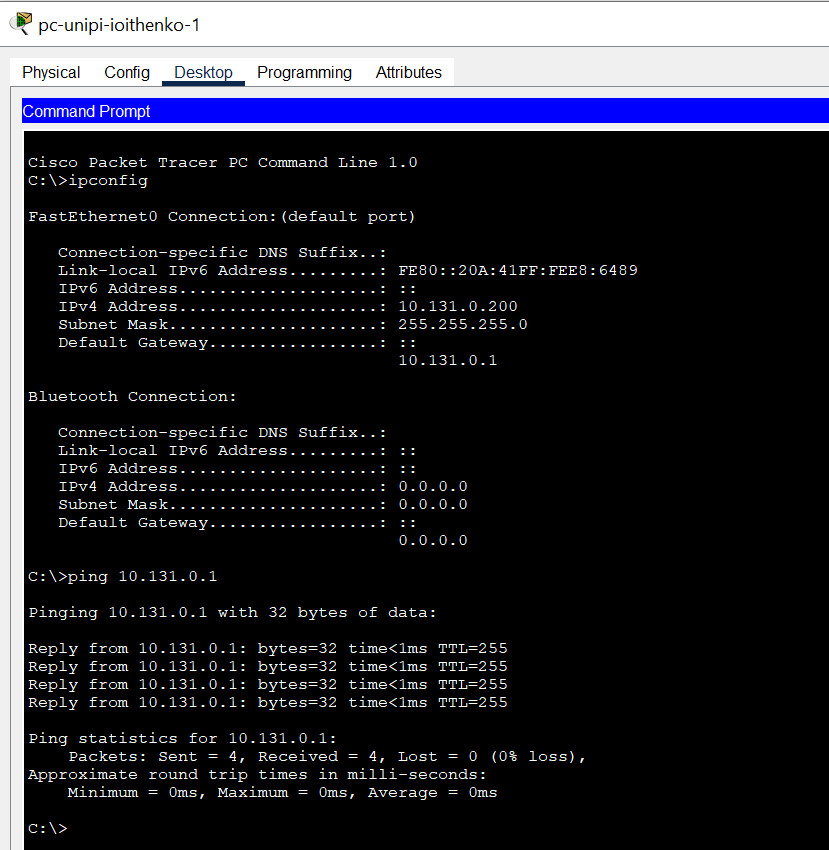 pc-unipi-ioithenko-1
Physical Config Desktop Programming Attributes
Command Prompt
Cisco Packet Tracer PC Command Line 1.0
C:\>ipconfig
FastEthernet0 Connection:(default port)
Connection-specific DNS Suffix..:
Link-local IPv6 Address.........: FE80::20A:41FF:FEE8:6489
IPv6 Address....................: ::
IPv4 Address....................: 10.131.0.200
Subnet Mask.....................: 255.255.255.0
Default Gateway.................: ::
10.131.0.1
Bluetooth Connection:
Connection-specific DNS Suffix..:
Link-local IPv6 Address.........: ::
IPv6 Address....................: ::
IPv4 Address....................: 0.0.0.0
Subnet Mask.....................: 0.0.0.0
Default Gateway.................: ::
0.0.0.0
C:\>ping 10.131.0.1
Pinging 10.131.0.1 with 32 bytes of data:
Reply from 10.131.0.1: bytes=32 time<1ms TTL=255
Reply from 10.131.0.1: bytes=32 time<1ms TTL=255
Reply from 10.131.0.1: bytes=32 time<1ms TTL=255
Reply from 10.131.0.1: bytes=32 time<1ms TTL=255
Ping statistics for 10.131.0.1:
Packets: Sent = 4, Received = 4, Lost = 0 (0% loss),
Approximate round trip times in milli-seconds:
Minimum = 0ms, Maximum = 0ms, Average = 0ms
C:\>